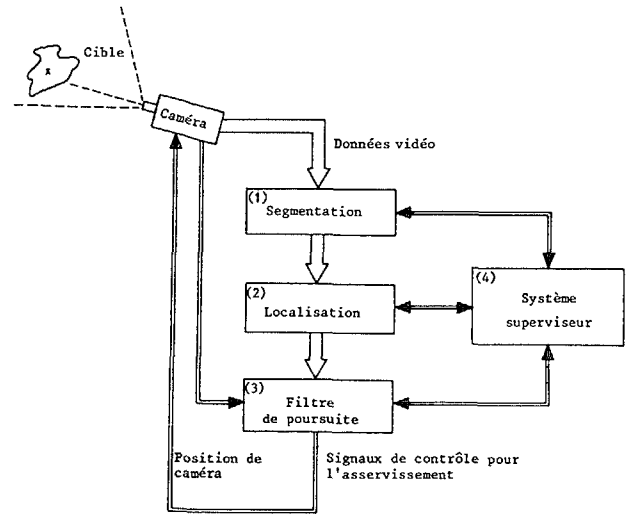 Cible
x
Caméra
Données vidéo
(1)
Segmentation
(2)
Localisation
(4)
Système
superviseur
(3)
Filtre
de poursuite
Position de
caméra
Signaux de contrôle pour
l'asservissement